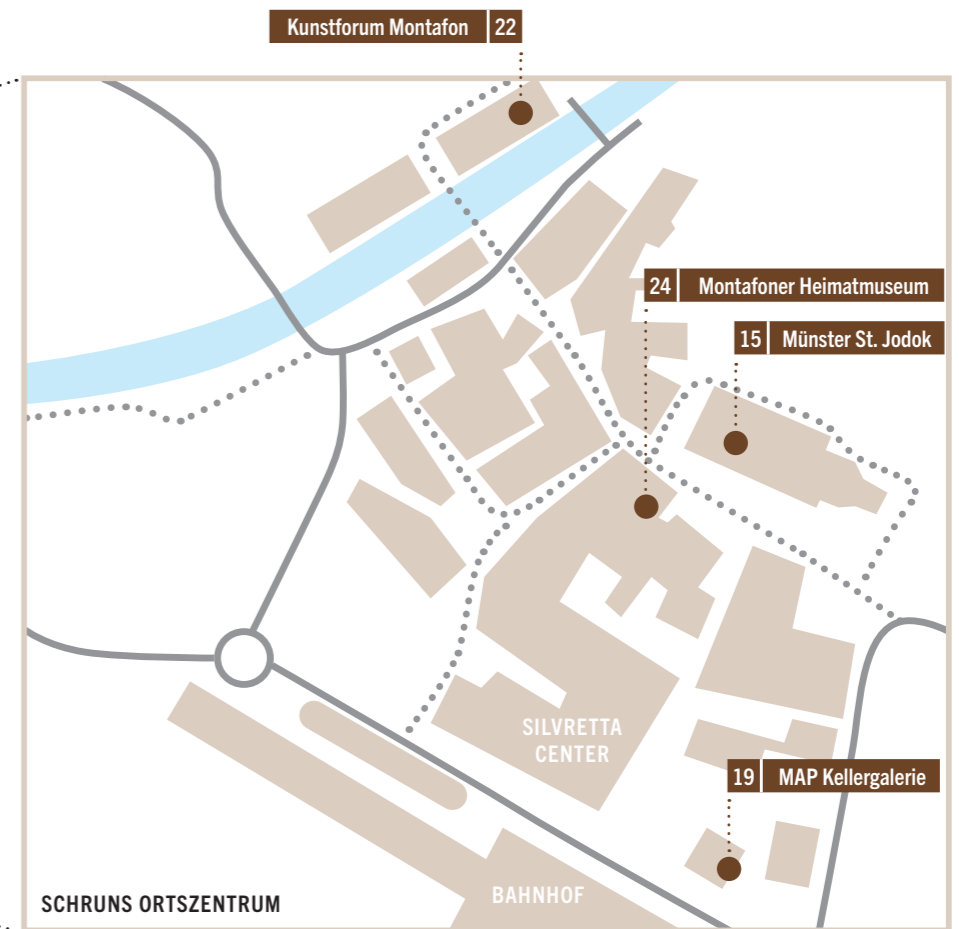 Kunstforum Montafon 22
24 Montafoner Heimatmuseum
15 Münster St. Jodok
SILVRETTA
CENTER
19 MAP Kellergalerie
BAHNHOF
SCHRUNS ORTSZENTRUM